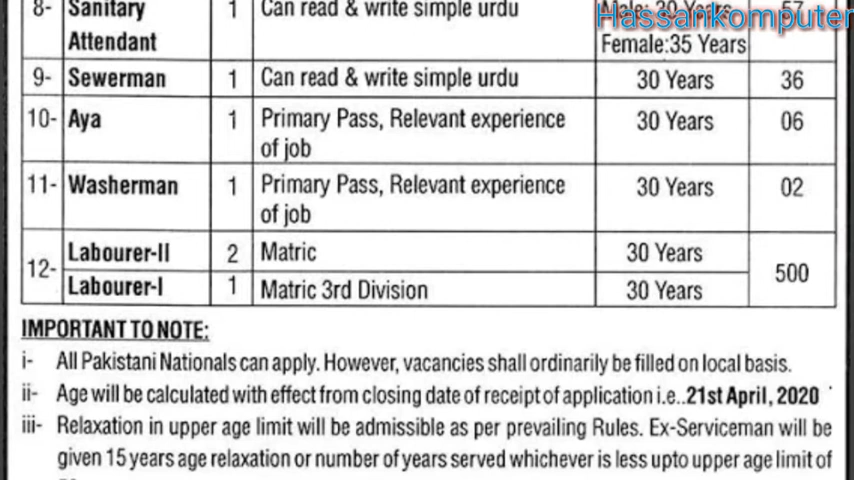 8- Sanitary 1 Can read & write simple urdu Years 57
Hassankomputer
Attendant Female:35 Years
9- Sewerman 1 Can read & write simple urdu 30 Years 36
10- Aya 1 Primary Pass, Relevant experience 30 Years 06
of job
11- Washerman 1 Primary Pass, Relevant experience 30 Years 02
of job
12- Labourer-II 2 Matric 30 Years 500
Labourer-I 1 Matric 3rd Division 30 Years
IMPORTANT TO NOTE:
i- All Pakistani Nationals can apply. However, vacancies shall ordinarily be filled on local basis.
ii- Age will be calculated with effect from closing date of receipt of application i.e..21st April, 2020
iii- Relaxation in upper age limit will be admissible as per prevailing Rules. Ex-Serviceman will be
given 15 years age relaxation or number of years served whichever is less upto upper age limit of